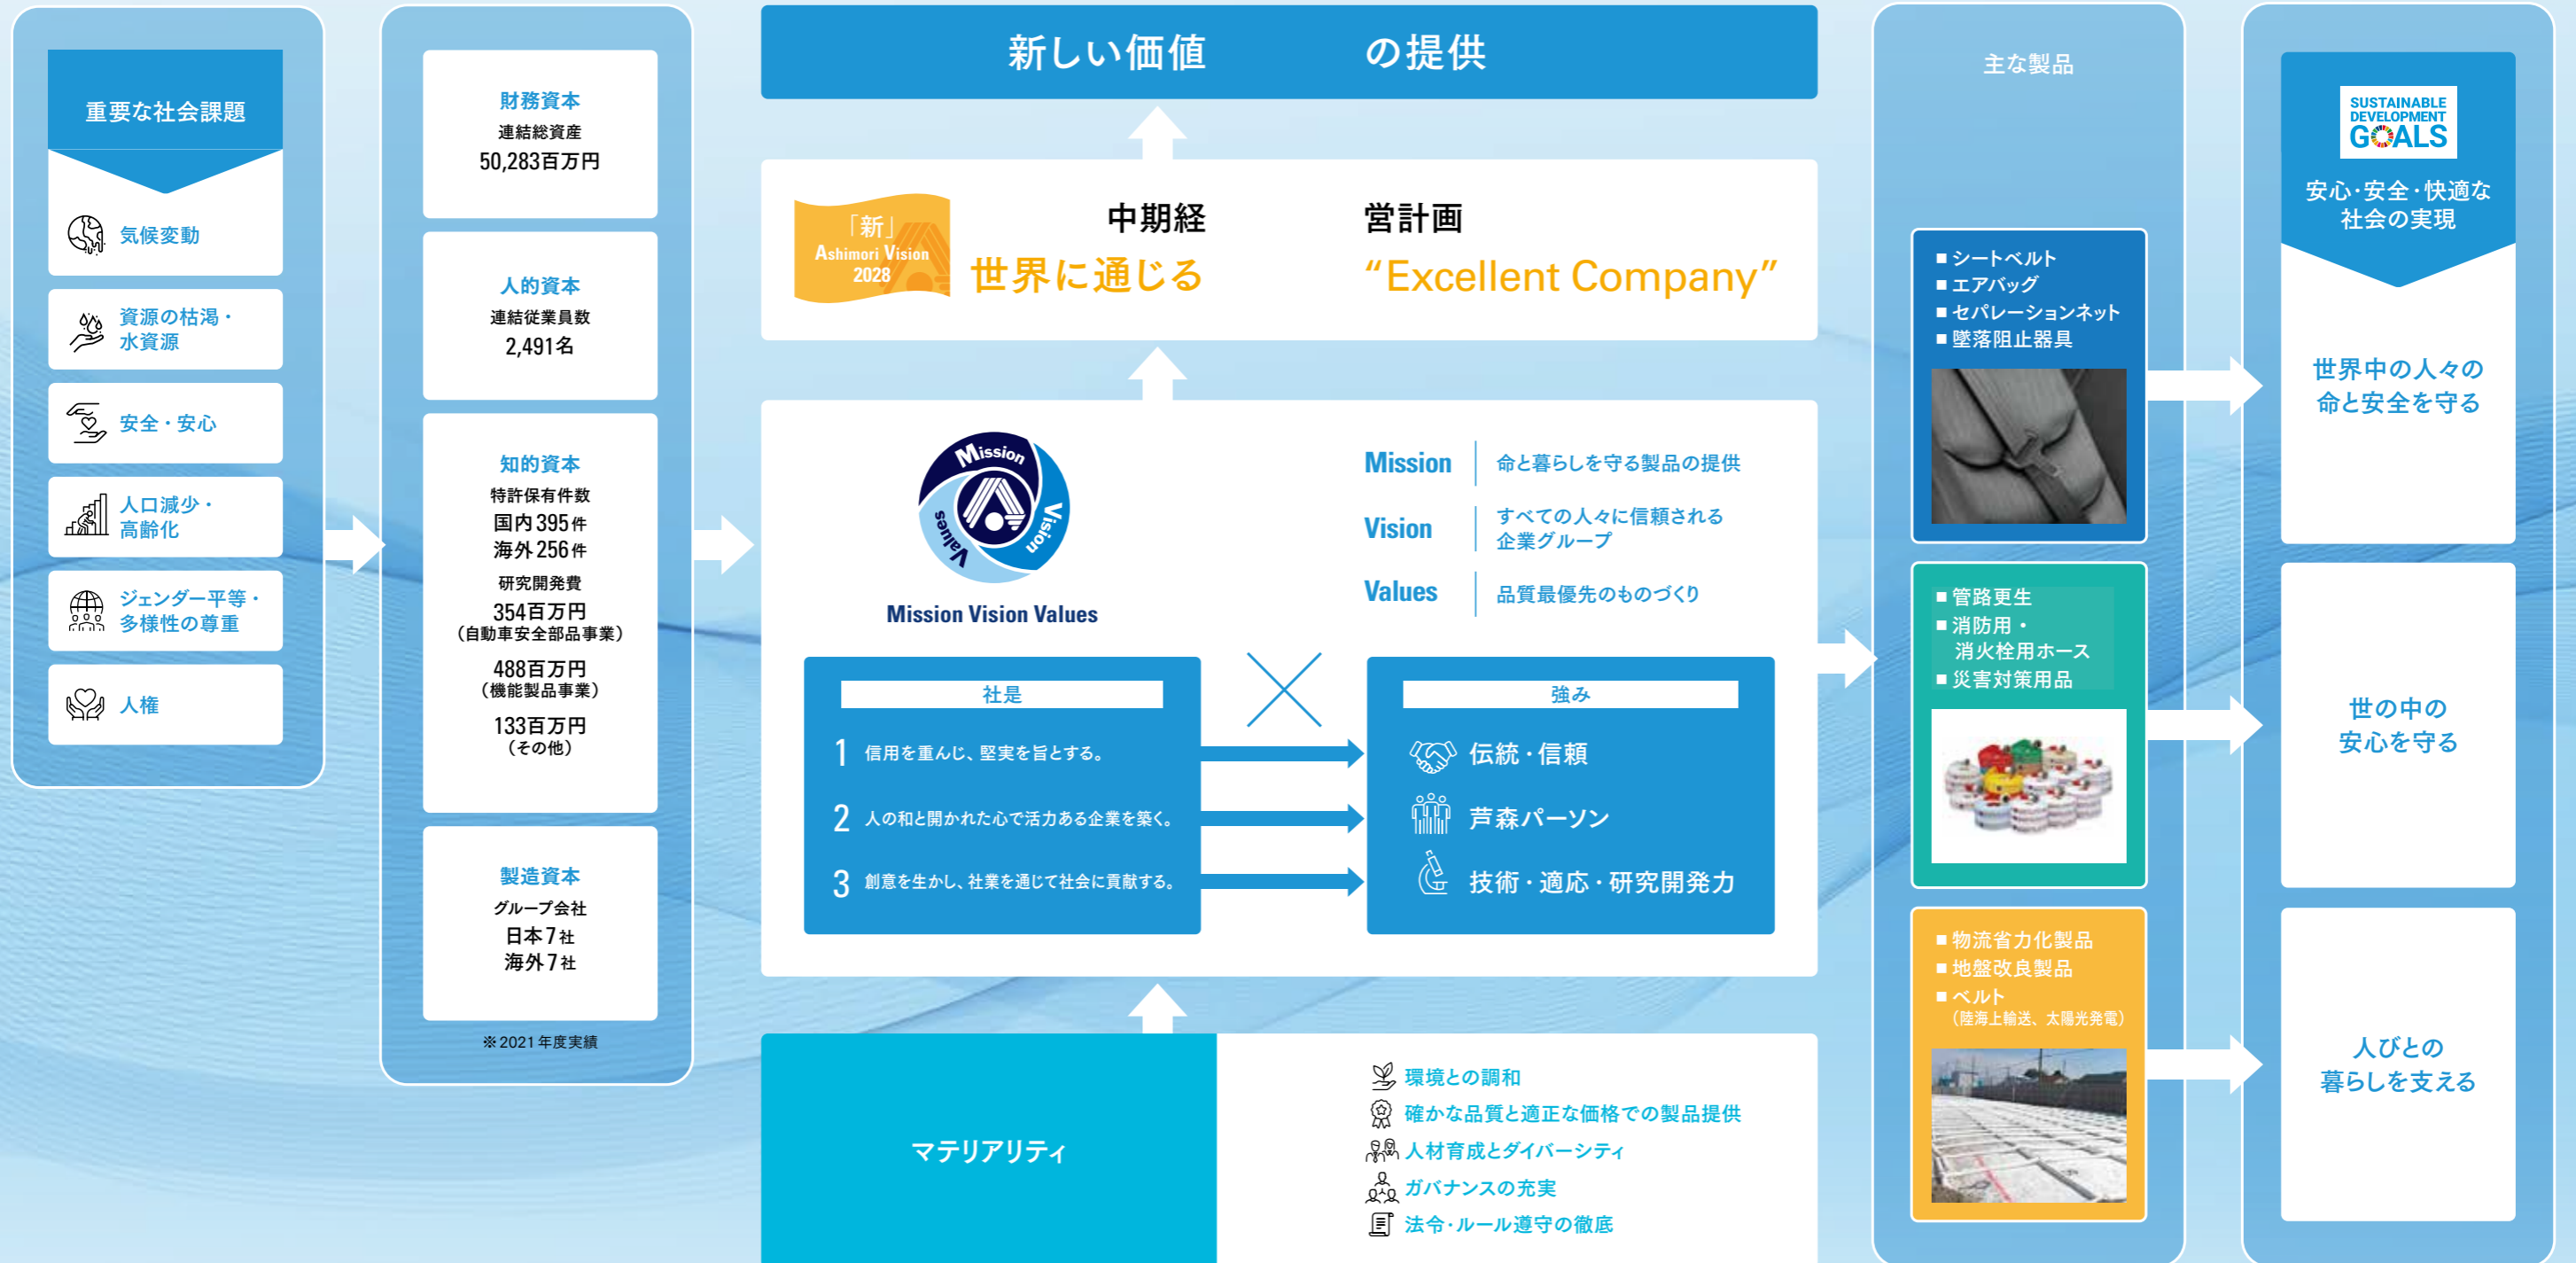 重要な社会課題
気候変動
資源の枯渇・
水資源
安全・安心
人口減少・
高齢化
ジェンダー平等・
多様性の尊重
人権
財務資本
連結総資産
50,283百万円
人的資本
連結従業員数
2,491名
知的資本
特許保有件数
国内395件
海外256件
研究開発費
354百万円
（自動車安全部品事業）
488百万円
（機能製品事業）
133百万円
（その他）
製造資本
グループ会社
日本7社
海外7社
※2021年度実績
新しい価値 の提供
「新」
Ashimori Vision
2028
中期経 営計画
世界に通じる “Excellent Company”
Mission
Vision
Values
Mission Vision Values
Mission 命と暮らしを守る製品の提供
Vision すべての人々に信頼される
企業グループ
Values 品質最優先のものづくり
社是
1 信用を重んじ、堅実を旨とする。
2 人の和と開かれた心で活力ある企業を築く。
3 創意を生かし、社業を通じて社会に貢献する。
強み
伝統・信頼
芦森パーソン
技術・適応・研究開発力
マテリアリティ
環境との調和
確かな品質と適正な価格での製品提供
人材育成とダイバーシティ
ガバナンスの充実
法令・ルール遵守の徹底
主な製品
■シートベルト
■エアバッグ
■セパレーションネット
■墜落阻止器具
■管路更生
■消防用・
消火栓用ホース
■災害対策用品
■物流省力化製品
■地盤改良製品
■ベルト
（陸海上輸送、太陽光発電）
SUSTAINABLE
DEVELOPMENT
GOALS
安心・安全・快適な
社会の実現
世界中の人々の
命と安全を守る
世の中の
安心を守る
人びとの
暮らしを支える